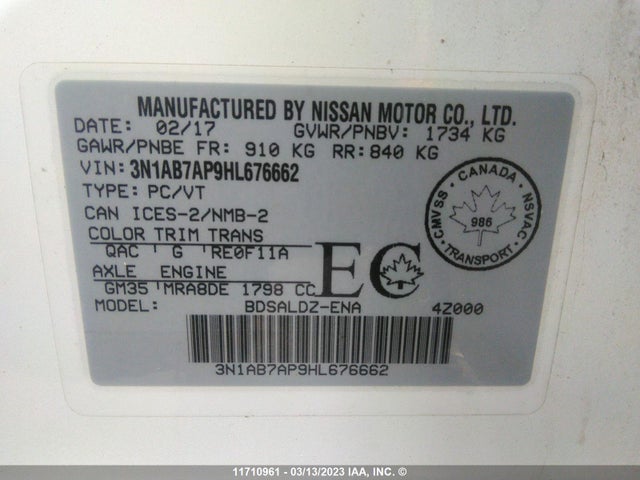 MANUFACTURED BY NISSAN MOTOR CO., LTD.
DATE: 02/17 GVWR/PNBV: 1734 KG
GAWR/PNBE FR: 910 KG RR: 840 KG
VIN: 3N1AB7AP9HL676662
TYPE: PC/VT
CAN ICES-2/NMB-2
COLOR TRIM TRANS
QAC G RE0F11A
AXLE ENGINE
GM35 MRA8DE 1798 CC
EC
CANADA
CMVSS NSVAC
986
TRANSPORT
MODEL: BDSALDZ-ENA 4Z000
3N1AB7AP9HL676662
11710961 - 03/13/2023 IAA, INC. ©